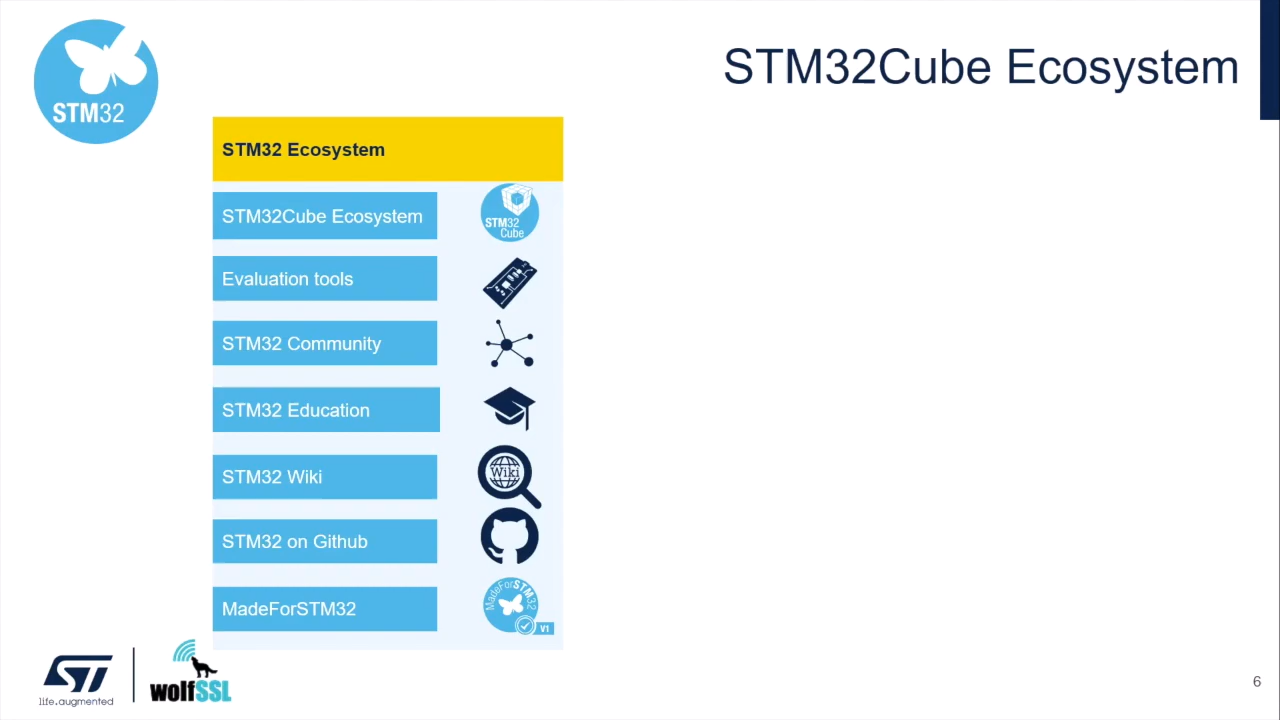 STM32
STM32Cube Ecosystem
STM32 Ecosystem
STM32Cube Ecosystem
STM32
Cube
Evaluation tools
STM32 Community
STM32 Education
STM32 Wiki
Wiki
STM32 on Github
MadeForSTM32
MadeForSTM32
V1
ST
life.augmented
wolfSSL
6